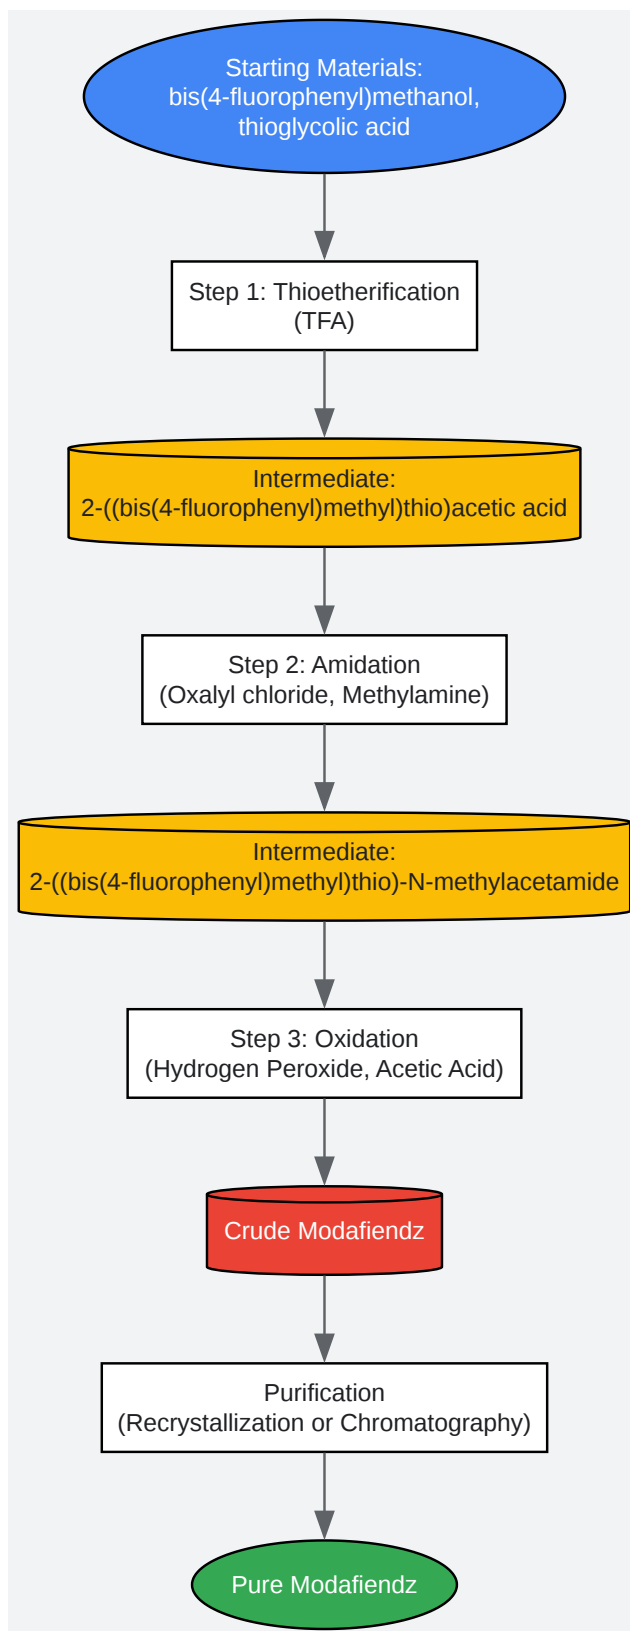 Starting Materials:
bis(4-fluorophenyl)methanol,
thioglycolic acid
Step 1: Thioetherification
(TFA)
Intermediate:
2-((bis(4-fluorophenyl)methyl)thio)acetic acid
Step 2: Amidation
(Oxalyl chloride, Methylamine)
Intermediate:
2-((bis(4-fluorophenyl)methyl)thio)-N-methylacetamide
Step 3: Oxidation
(Hydrogen Peroxide, Acetic Acid)
Crude Modafiendz
Purification
(Recrystallization or Chromatography)
Pure Modafiendz